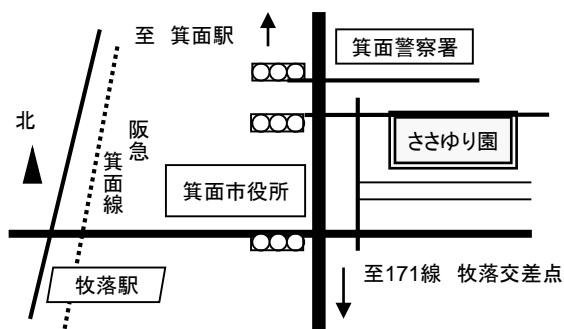 至 箕面駅
箕面警察署
北
阪急
箕面線
ささゆり園
箕面市役所
牧落駅
至171線 牧落交差点